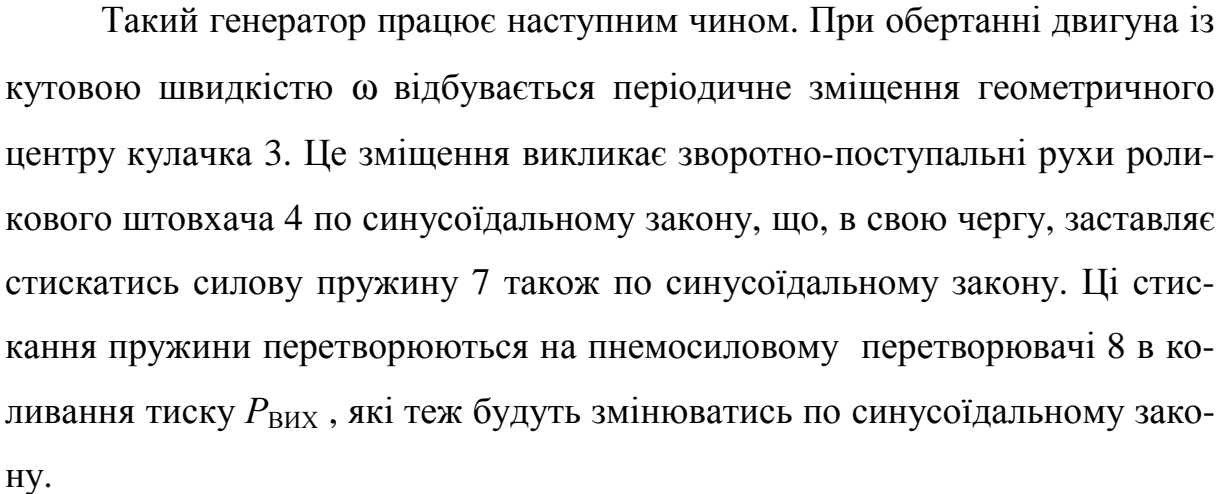 Такий генератор працює наступним чином. При обертанні двигуна із
кутовою швидкістю ω відбувається періодичне зміщення геометричного
центру кулачка 3. Це зміщення викликає зворотно-поступальні рухи роли-
кового штовхача 4 по синусоїдальному закону, що, в свою чергу, заставляє
стискатись силову пружину 7 також по синусоїдальному закону. Ці стис-
кання пружини перетворюються на пнемосиловому перетворювачі 8 в ко-
ливання тиску PВИХ , які теж будуть змінюватись по синусоїдальному зако-
ну.